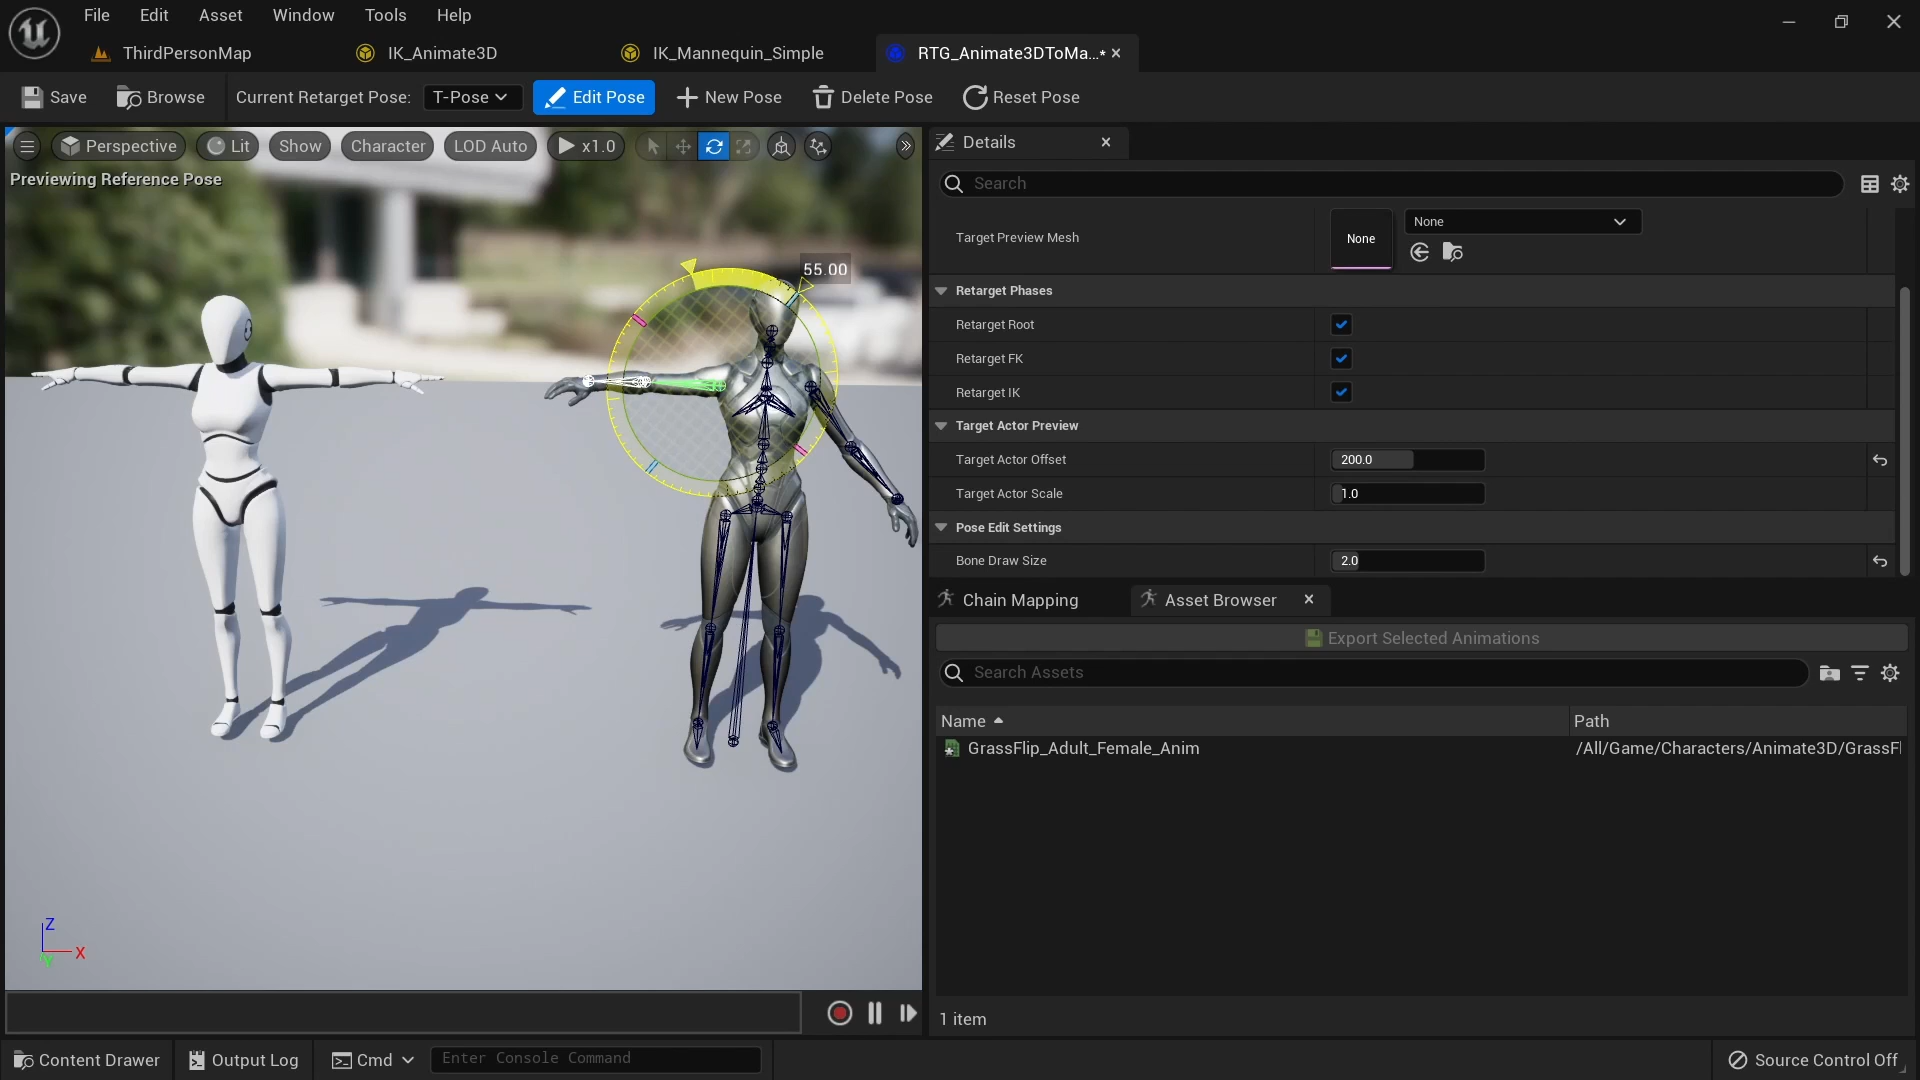 File Edit Asset Window Tools Help
ThirdPersonMap IK_Animate3D IK_Mannequin_Simple RTG_Animate3DToMa...*
Save Browse Current Retarget Pose: T-Pose Edit Pose New Pose Delete Pose Reset Pose
Perspective Lit Show Character LOD Auto x1.0
Previewing Reference Pose
55.00
Z
X
Y
Details
Search
Target Preview Mesh None None
Retarget Phases
Retarget Root
Retarget FK
Retarget IK
Target Actor Preview
Target Actor Offset 200.0
Target Actor Scale 1.0
Pose Edit Settings
Bone Draw Size 2.0
Chain Mapping Asset Browser
Export Selected Animations
Search Assets
Name Path
GrassFlip_Adult_Female_Anim /All/Game/Characters/Animate3D/GrassFl
1 item
Content Drawer Output Log Cmd Enter Console Command Source Control Off